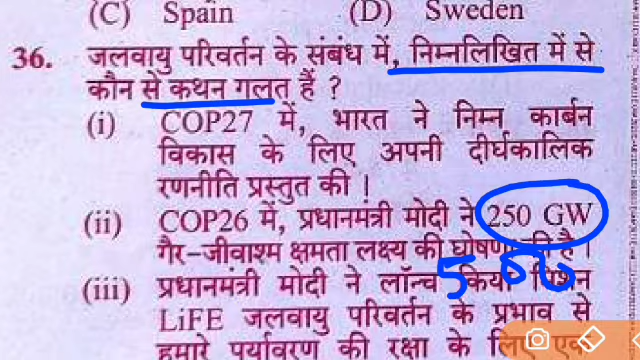 (C) Spain (D) Sweden
36. जलवायु परिवर्तन के संबंध में, निम्नलिखित में से
कौन से कथन गलत हैं ?
(i) COP27 में, भारत ने निम्न कार्बन
विकास के लिए अपनी दीर्घकालिक
रणनीति प्रस्तुत की !
(ii) COP26 में, प्रधानमंत्री मोदी ने 250 GW
गैर-जीवाश्म क्षमता लक्ष्य की घोषणा की है ।
(iii) प्रधानमंत्री मोदी ने लॉन्च किया मिशन
LiFE जलवायु परिवर्तन के प्रभाव से
हमारे पर्यावरण की रक्षा के लिए एक